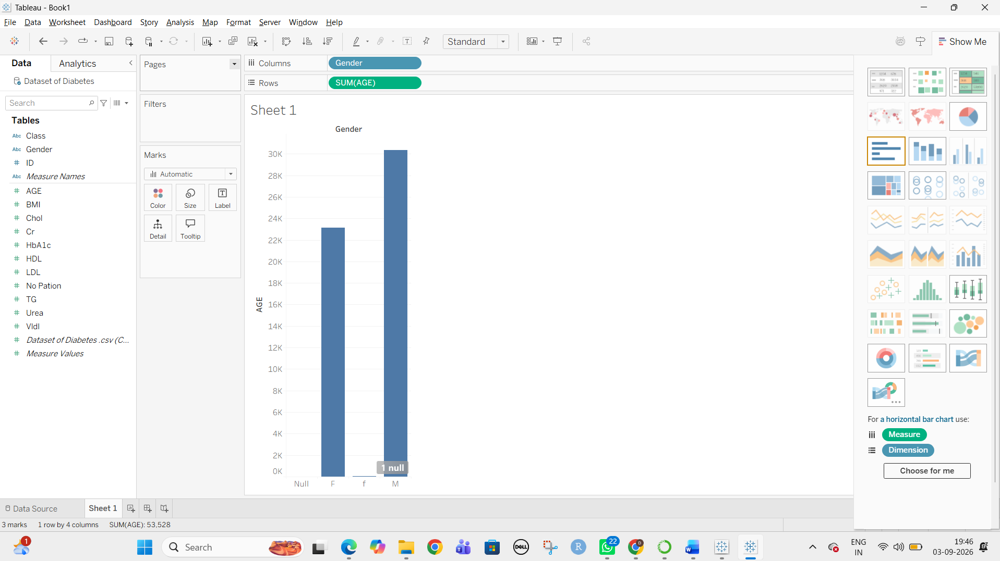 Tableau - Book1
File Data Worksheet Dashboard Story Analysis Map Format Server Window Help
Standard
Show Me
Data Analytics
Dataset of Diabetes
Search
Tables
Abc Class
Abc Gender
# ID
Abc Measure Names
# AGE
# BMI
# Chol
# Cr
# HbA1c
# HDL
# LDL
# No Pation
# TG
# Urea
# Vldl
# Dataset of Diabetes .csv (C...
# Measure Values
Pages
Filters
Marks
Automatic
Color Size Label
Detail Tooltip
Columns Gender
Rows SUM(AGE)
Sheet 1
Gender
AGE
30K
28K
26K
24K
22K
20K
18K
16K
14K
12K
10K
8K
6K
4K
2K
0K
1 null
Null F f M
For a horizontal bar chart use:
Measure
Dimension
Choose for me
Data Source Sheet 1
3 marks 1 row by 4 columns SUM(AGE): 53,528
1
Search
DELL
R
22
D
ENG
IN
19:46
03-09-2026